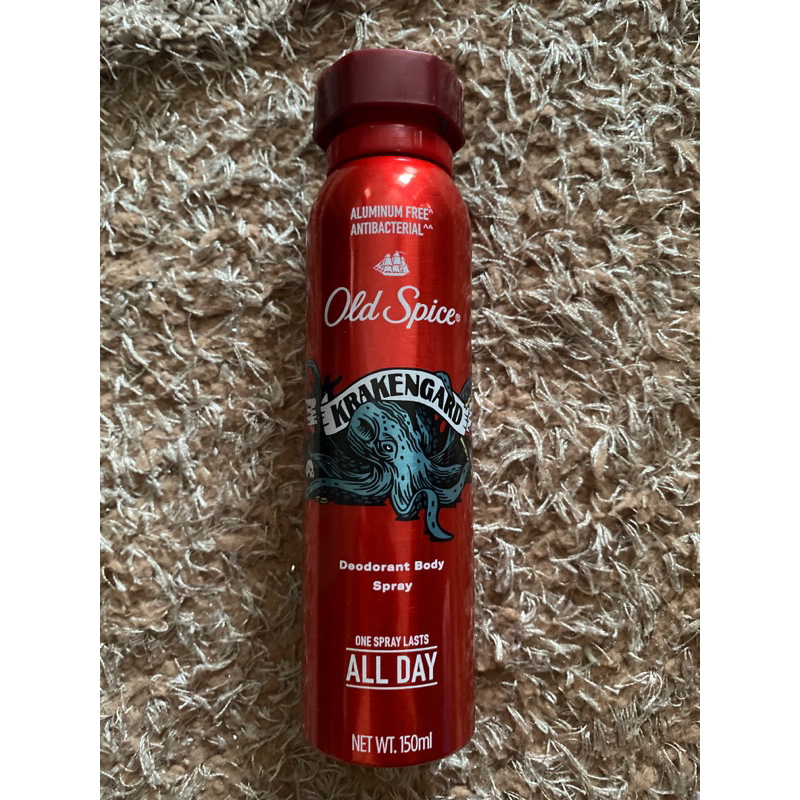 ALUMINUM FREE^
ANTIBACTERIAL^^
Old Spice®
KRAKENGARD
Deodorant Body
Spray
ONE SPRAY LASTS
ALL DAY
NET WT. 150ml